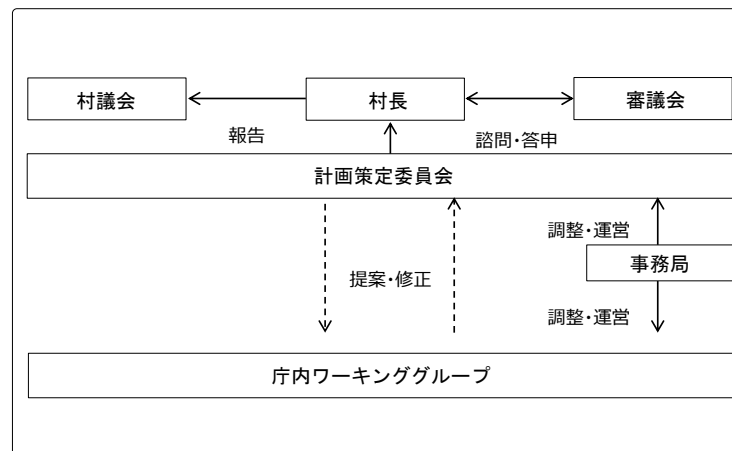 村議会
村長
審議会
報告
諮問・答申
計画策定委員会
調整・運営
事務局
提案・修正
調整・運営
庁内ワーキンググループ